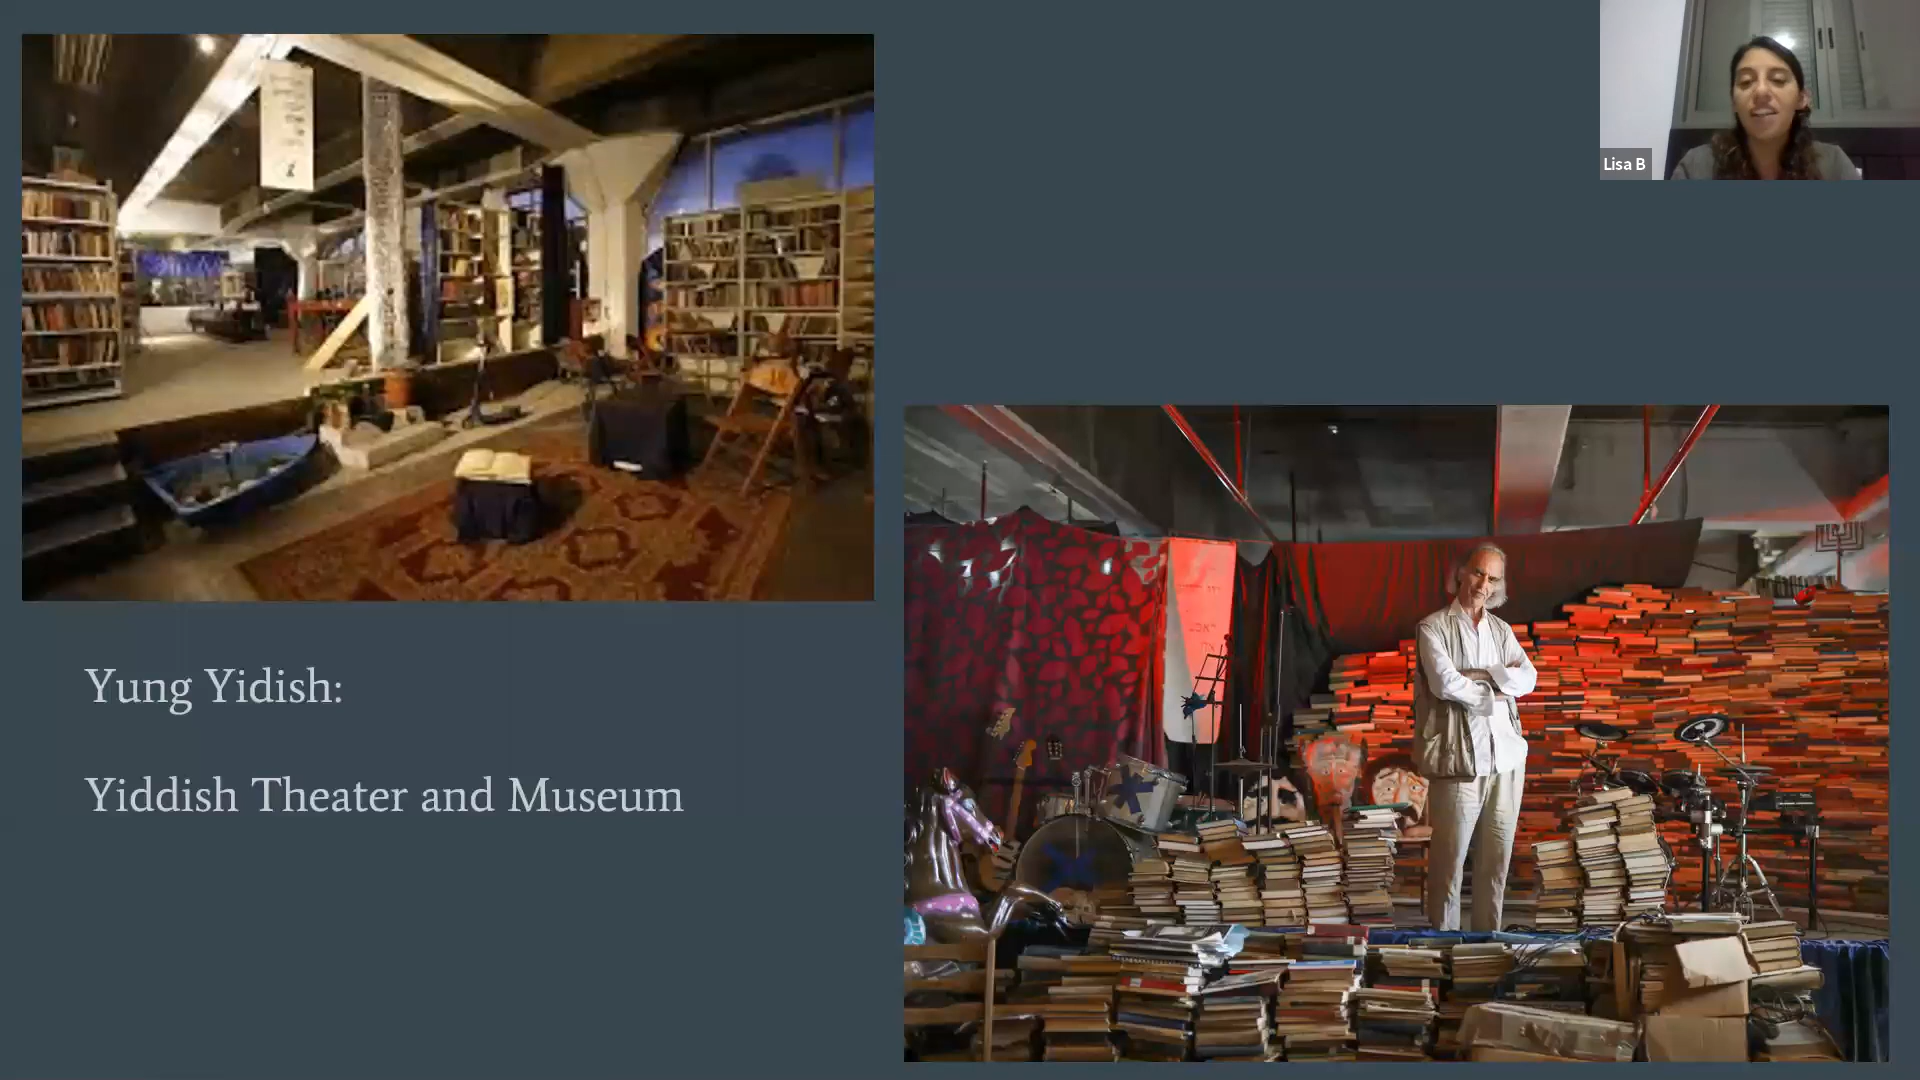 Lisa B
Yung Yidish:
Yiddish Theater and Museum